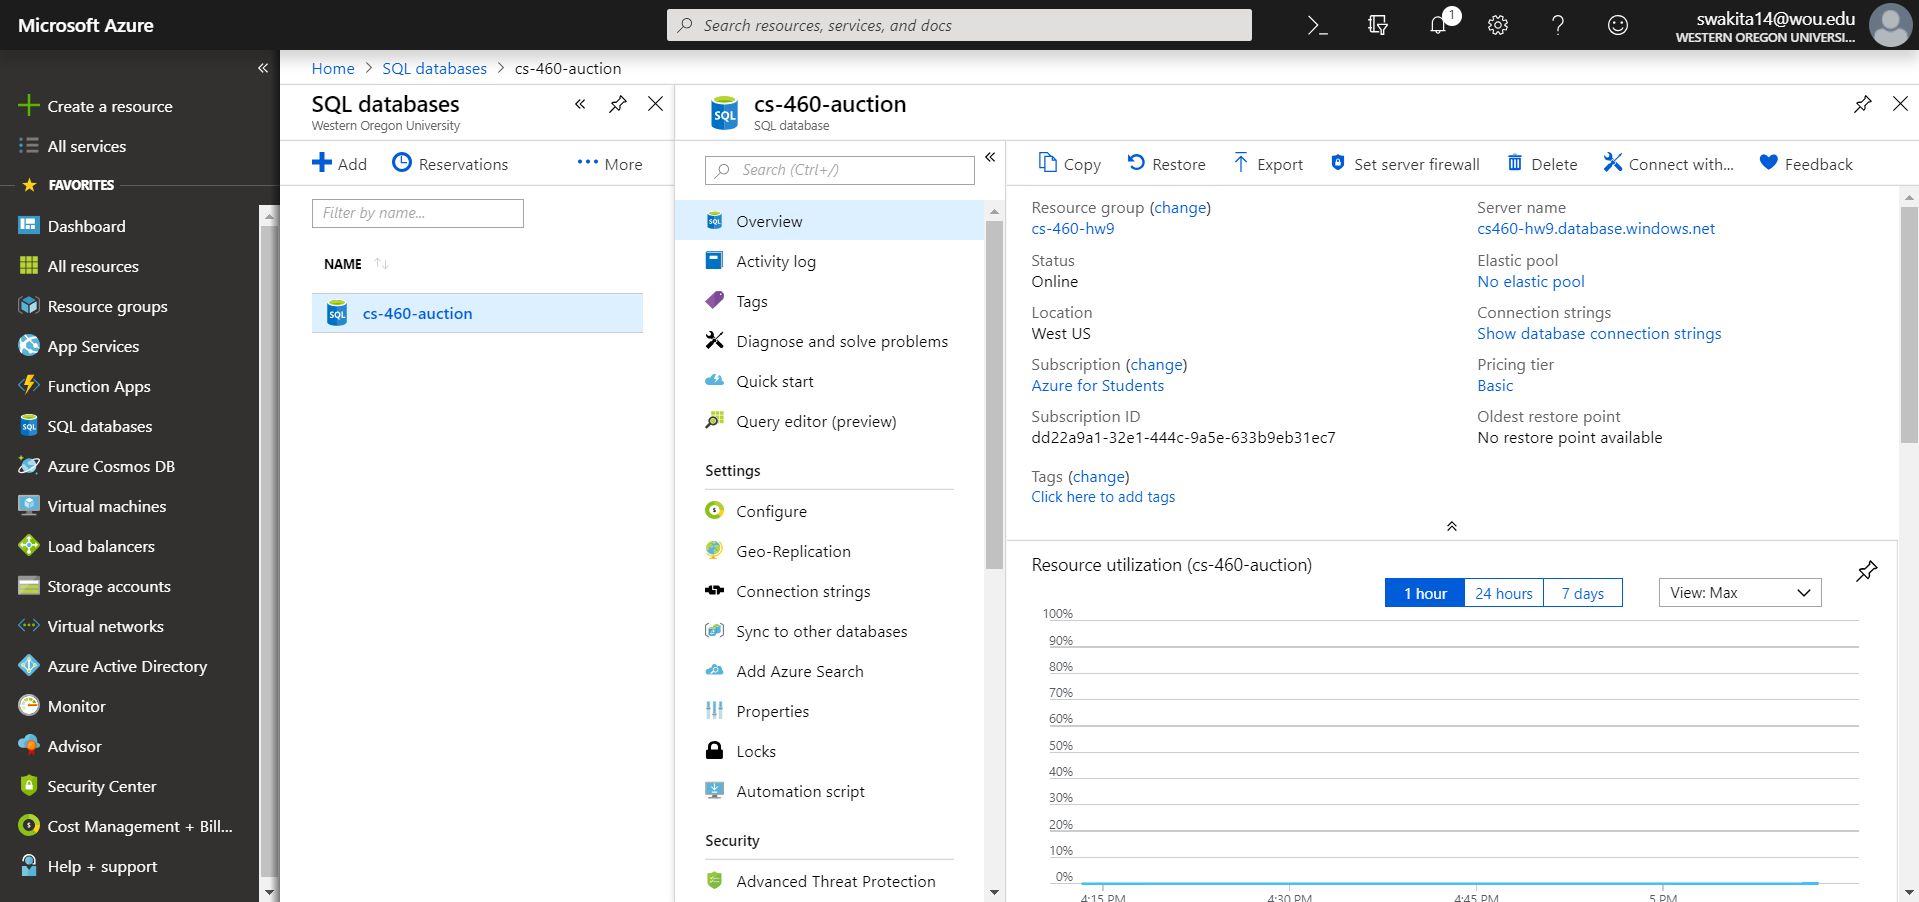 Microsoft Azure
Search resources, services, and docs
1
swakita14@wou.edu
WESTERN OREGON UNIVERSI...
Create a resource
All services
FAVORITES
Dashboard
All resources
Resource groups
App Services
Function Apps
SQL databases
Azure Cosmos DB
Virtual machines
Load balancers
Storage accounts
Virtual networks
Azure Active Directory
Monitor
Advisor
Security Center
Cost Management + Bill...
Help + support
Home > SQL databases > cs-460-auction
SQL databases
Western Oregon University
Add
Reservations
More
Filter by name...
NAME
SQL
cs-460-auction
SQL
cs-460-auction
SQL database
Search (Ctrl+/)
Overview
Activity log
Tags
Diagnose and solve problems
Quick start
Query editor (preview)
Settings
Configure
Geo-Replication
Connection strings
Sync to other databases
Add Azure Search
Properties
Locks
Automation script
Security
Advanced Threat Protection
Copy
Restore
Export
Set server firewall
Delete
Connect with...
Feedback
Resource group (change)
cs-460-hw9
Status
Online
Location
West US
Subscription (change)
Azure for Students
Subscription ID
dd22a9a1-32e1-444c-9a5e-633b9eb31ec7
Tags (change)
Click here to add tags
Server name
cs460-hw9.database.windows.net
Elastic pool
No elastic pool
Connection strings
Show database connection strings
Pricing tier
Basic
Oldest restore point
No restore point available
Resource utilization (cs-460-auction)
1 hour
24 hours
7 days
View: Max
100%
90%
80%
70%
60%
50%
40%
30%
20%
10%
0%
4:15 PM
4:30 PM
4:45 PM
5 PM